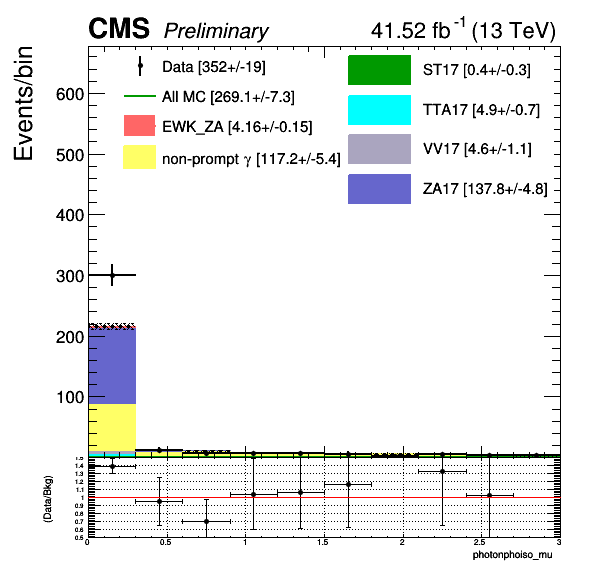 CMS Preliminary 41.52 fb-1 (13 TeV)
Events/bin
Data [352+/-19]
All MC [269.1+/-7.3]
EWK_ZA [4.16+/-0.15]
non-prompt γ [117.2+/-5.4]
ST17 [0.4+/-0.3]
TTA17 [4.9+/-0.7]
VV17 [4.6+/-1.1]
ZA17 [137.8+/-4.8]
600
500
400
300
200
100
(Data/Bkg)
1.5
1.4
1.3
1.2
1.1
1
0.9
0.8
0.7
0.6
0.5
0 0.5 1 1.5 2 2.5 3
photonphoiso_mu